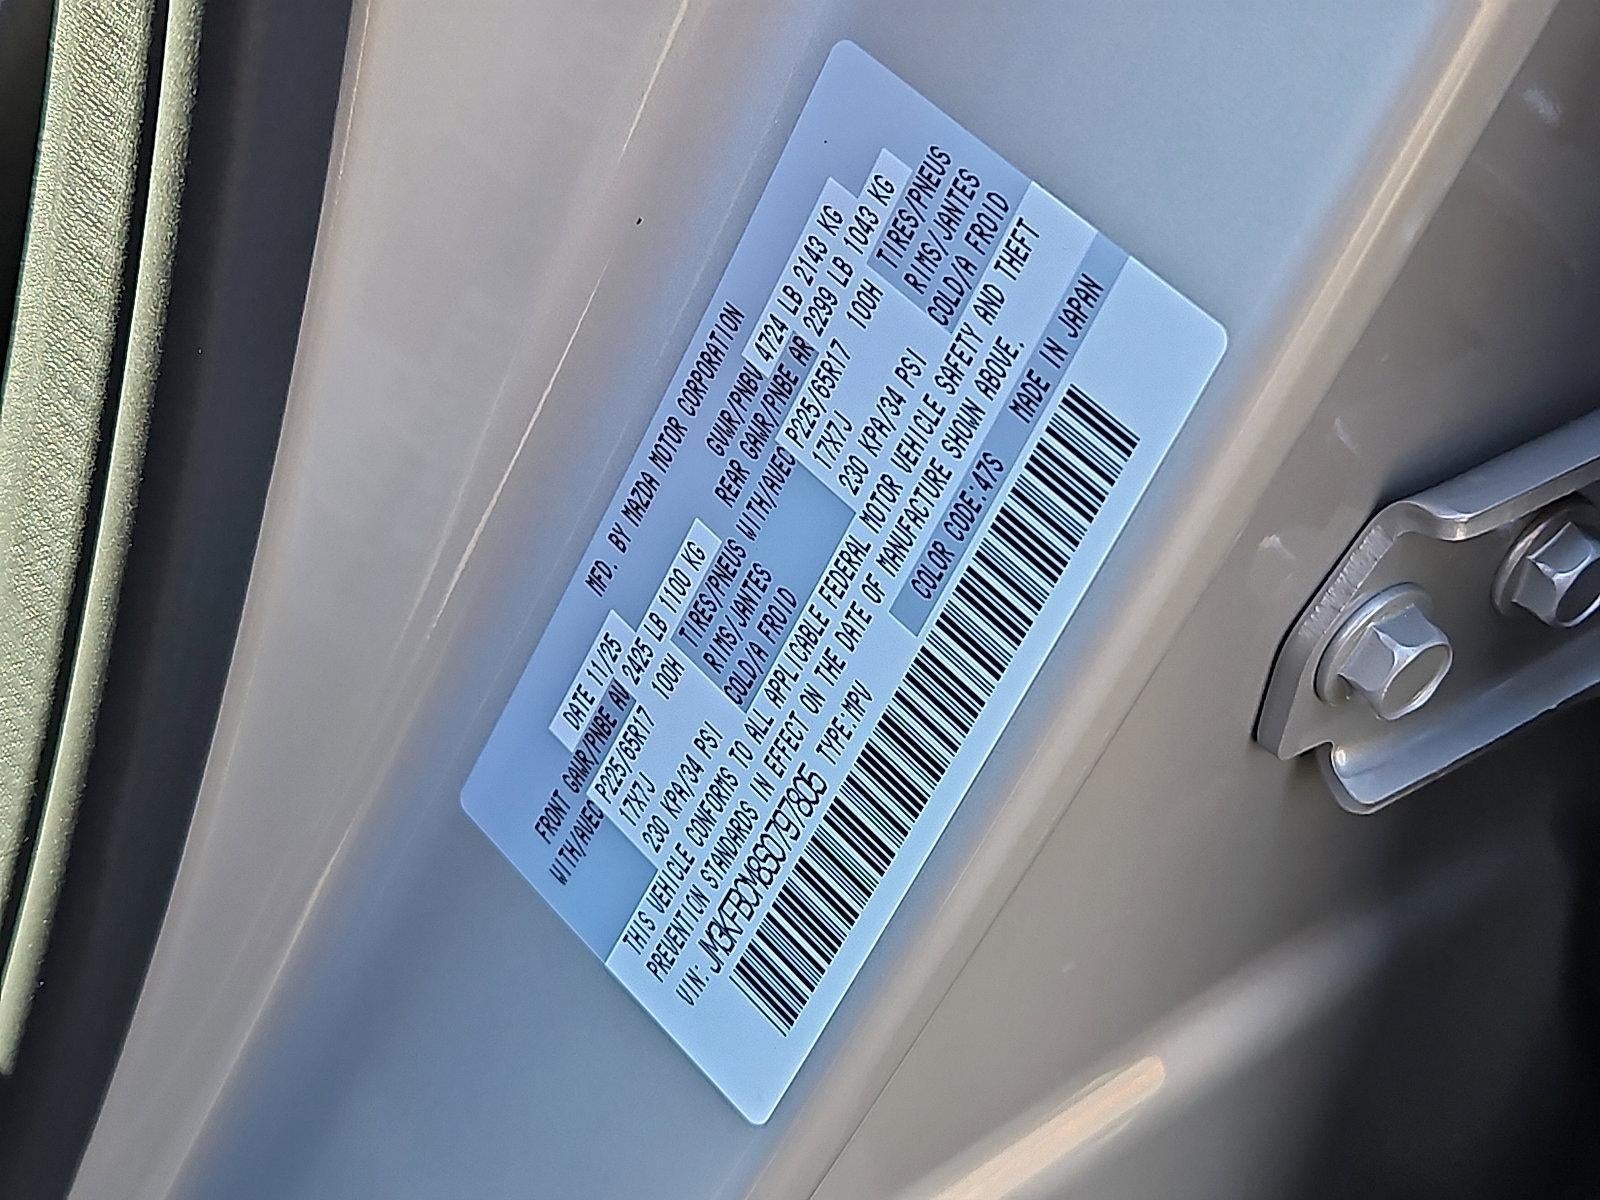 MFD. BY MAZDA MOTOR CORPORATION
DATE 11/25 GVWR/PNBV 4724 LB 2143 KG
FRONT GAWR/PNBE AV 2425 LB 1100 KG REAR GAWR/PNBE AR 2299 LB 1043 KG
WITH/AVEC P225/65R17 100H TIRES/PNEUS WITH/AVEC P225/65R17 100H TIRES/PNEUS
17X7J RIMS/JANTES 17X7J RIMS/JANTES
230 KPA/34 PSI COLD/A FROID 230 KPA/34 PSI COLD/A FROID
THIS VEHICLE CONFORMS TO ALL APPLICABLE FEDERAL MOTOR VEHICLE SAFETY AND THEFT
PREVENTION STANDARDS IN EFFECT ON THE DATE OF MANUFACTURE SHOWN ABOVE.
VIN: JM3KFBCM8S0797805 TYPE:MPV COLOR CODE:47S MADE IN JAPAN